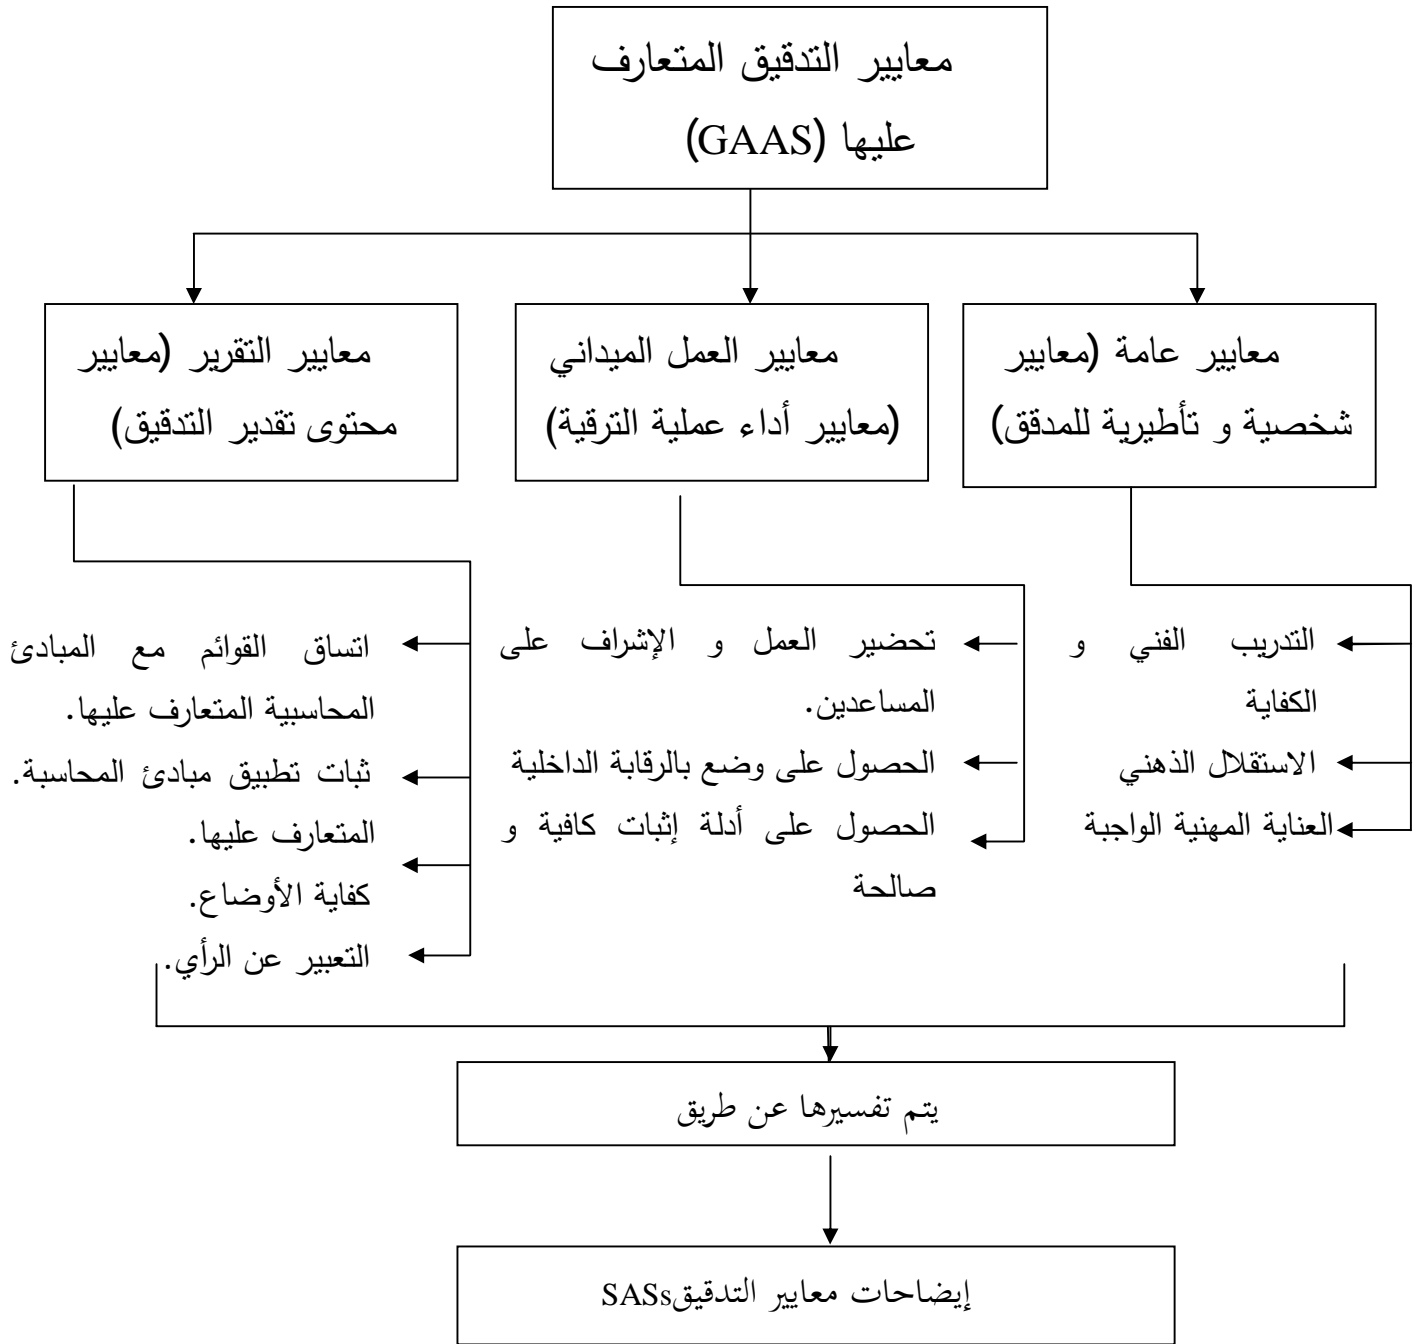 معايير التدقيق المتعارف
عليها (GAAS)
معايير عامة (معايير
شخصية و تأطيرية للمدقق)
معايير العمل الميداني
(معايير أداء عملية الترقية)
معايير التقرير (معايير
محتوى تقدير التدقيق)
التدريب الفني و
الكفاية
الاستقلال الذهني
العناية المهنية الواجبة
تحضير العمل و الإشراف على
المساعدين.
الحصول على وضع بالرقابة الداخلية
الحصول على أدلة إثبات كافية و
صالحة
اتساق القوائم مع المبادئ
المحاسبية المتعارف عليها.
ثبات تطبيق مبادئ المحاسبة.
المتعارف عليها.
كفاية الأوضاع.
التعبير عن الرأي.
يتم تفسيرها عن طريق
إيضاحات معايير التدقيقSASs